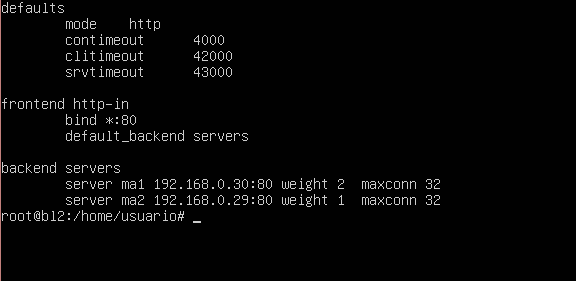 defaults
        mode    http
        contimeout      4000
        clitimeout      42000
        srvtimeout      43000

frontend http-in
        bind *:80
        default_backend servers

backend servers
        server ma1 192.168.0.30:80 weight 2  maxconn 32
        server ma2 192.168.0.29:80 weight 1  maxconn 32
root@bl2:/home/usuario# _